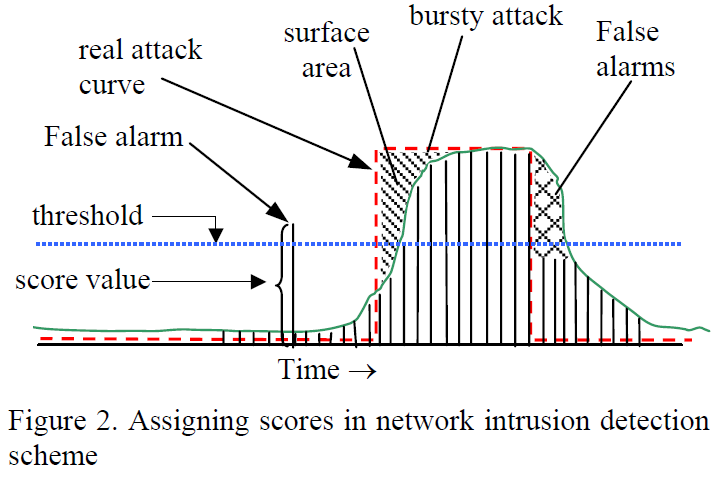 bursty attack
surface
area
False
alarms
real attack
curve
False alarm
threshold
score value
Time →
Figure 2. Assigning scores in network intrusion detection
scheme